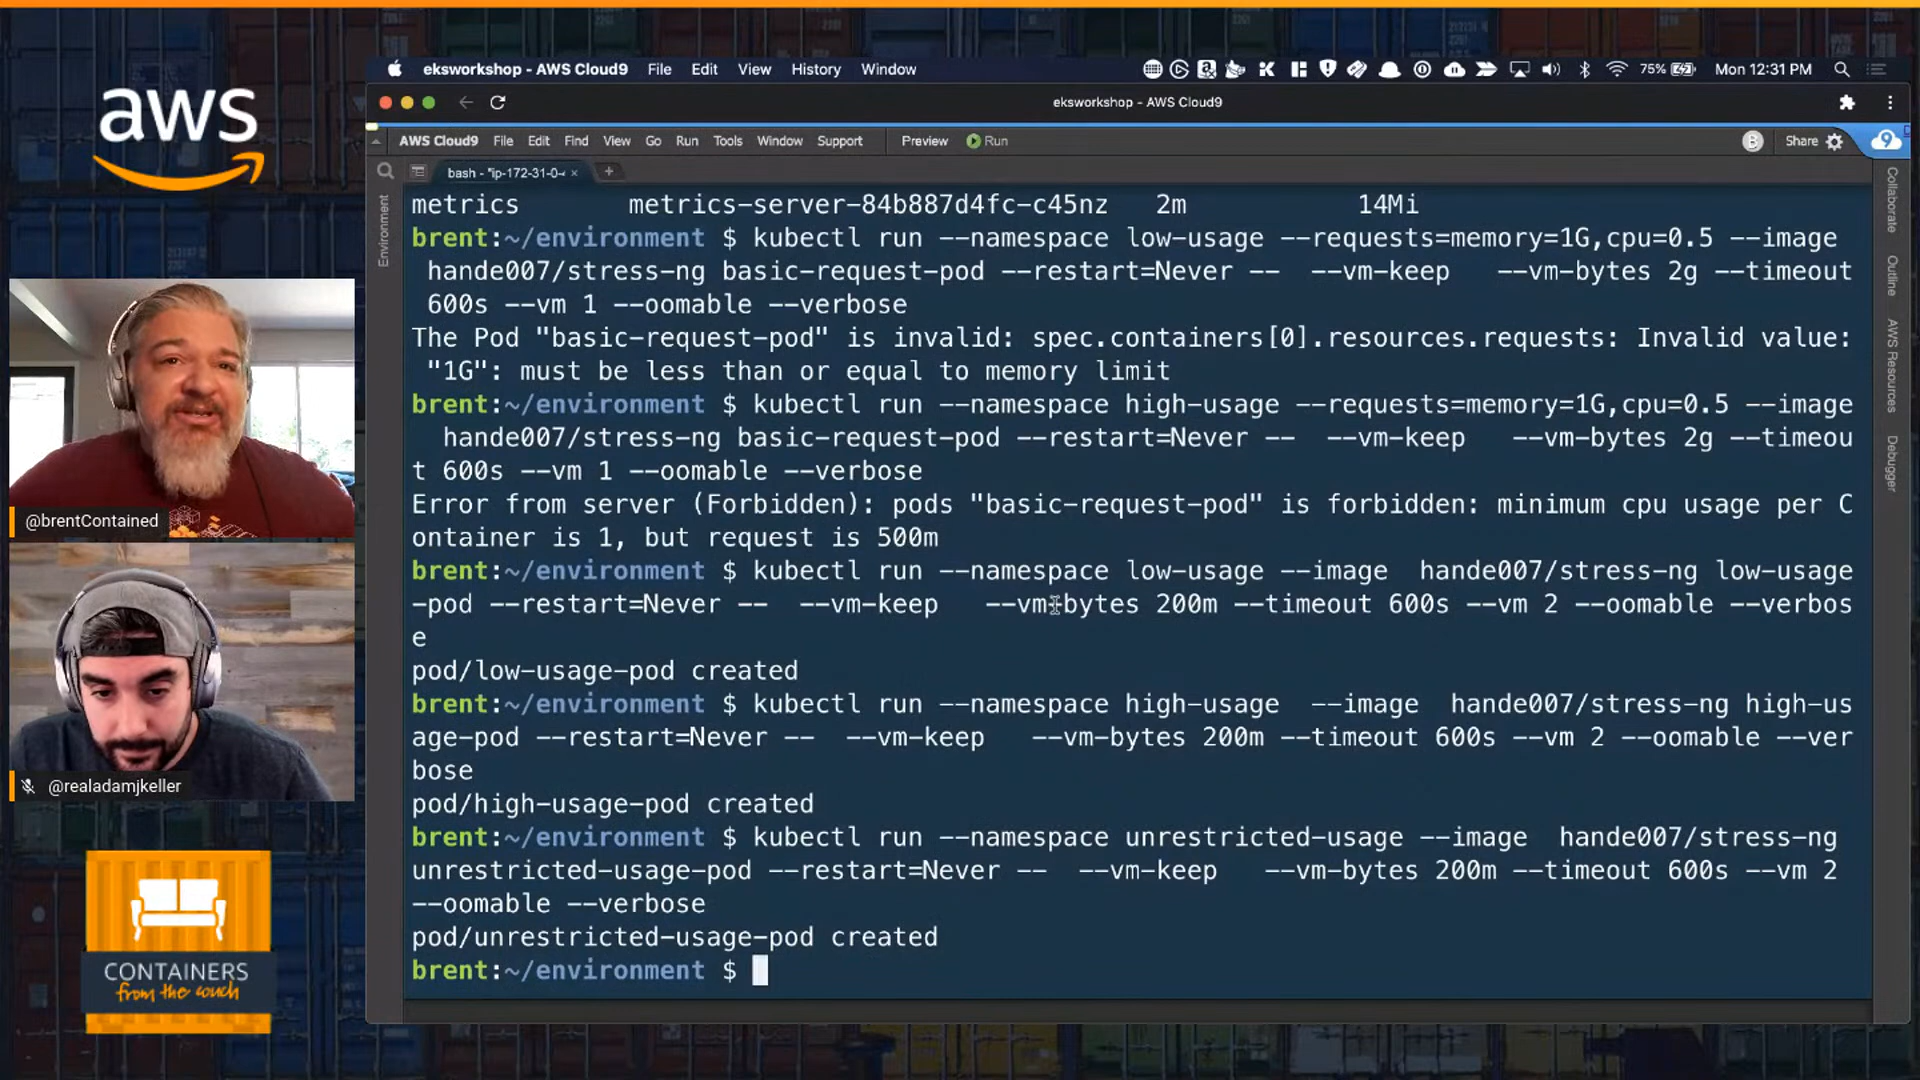 aws
@brentContained
@realadamjkeller
CONTAINERS
from the couch
eksworkshop - AWS Cloud9 File Edit View History Window
75% Mon 12:31 PM
eksworkshop - AWS Cloud9
AWS Cloud9 File Edit Find View Go Run Tools Window Support Preview Run
B Share 9
bash - "ip-172-31-0- × +
Environment
Collaborate
Outline
AWS Resources
Debugger
metrics metrics-server-84b887d4fc-c45nz 2m 14Mi
brent:~/environment $ kubectl run --namespace low-usage --requests=memory=1G,cpu=0.5 --image
hande007/stress-ng basic-request-pod --restart=Never -- --vm-keep --vm-bytes 2g --timeout
600s --vm 1 --oomable --verbose
The Pod "basic-request-pod" is invalid: spec.containers[0].resources.requests: Invalid value:
"1G": must be less than or equal to memory limit
brent:~/environment $ kubectl run --namespace high-usage --requests=memory=1G,cpu=0.5 --image
hande007/stress-ng basic-request-pod --restart=Never -- --vm-keep --vm-bytes 2g --timeou
t 600s --vm 1 --oomable --verbose
Error from server (Forbidden): pods "basic-request-pod" is forbidden: minimum cpu usage per C
ontainer is 1, but request is 500m
brent:~/environment $ kubectl run --namespace low-usage --image hande007/stress-ng low-usage
-pod --restart=Never -- --vm-keep --vm-bytes 200m --timeout 600s --vm 2 --oomable --verbos
e
pod/low-usage-pod created
brent:~/environment $ kubectl run --namespace high-usage --image hande007/stress-ng high-us
age-pod --restart=Never -- --vm-keep --vm-bytes 200m --timeout 600s --vm 2 --oomable --ver
bose
pod/high-usage-pod created
brent:~/environment $ kubectl run --namespace unrestricted-usage --image hande007/stress-ng
unrestricted-usage-pod --restart=Never -- --vm-keep --vm-bytes 200m --timeout 600s --vm 2
--oomable --verbose
pod/unrestricted-usage-pod created
brent:~/environment $